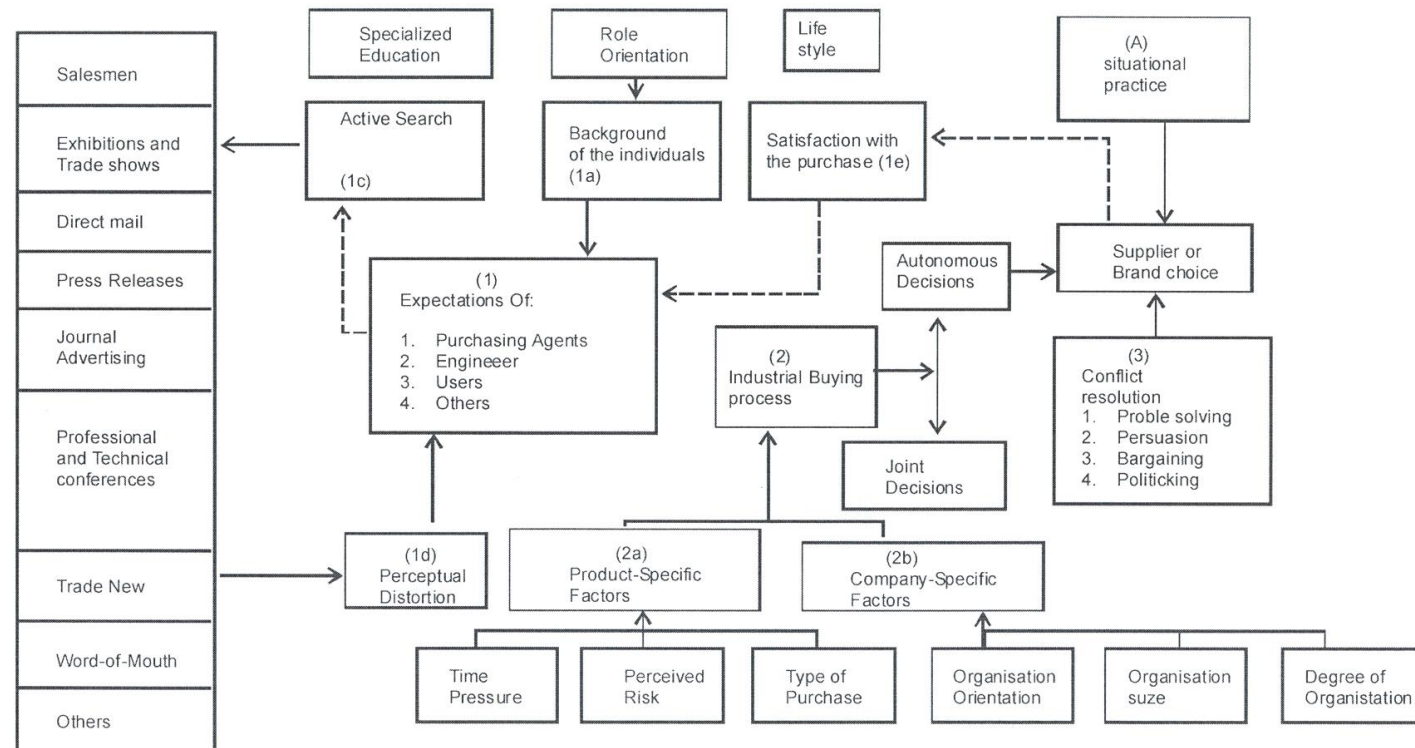 Salesmen
Exhibitions and
Trade shows
Direct mail
Press Releases
Journal
Advertising
Professional
and Technical
conferences
Trade New
Word-of-Mouth
Others
Specialized
Education
Role
Orientation
Life
style
(A)
situational
practice
Active Search
(1c)
Background
of the individuals
(1a)
Satisfaction with
the purchase (1e)
(1)
Expectations Of:
1. Purchasing Agents
2. Engineeer
3. Users
4. Others
Autonomous
Decisions
Supplier or
Brand choice
(2)
Industrial Buying
process
Joint
Decisions
(3)
Conflict
resolution
1. Proble solving
2. Persuasion
3. Bargaining
4. Politicking
(1d)
Perceptual
Distortion
(2a)
Product-Specific
Factors
(2b)
Company-Specific
Factors
Time
Pressure
Perceived
Risk
Type of
Purchase
Organisation
Orientation
Organisation
suze
Degree of
Organistation